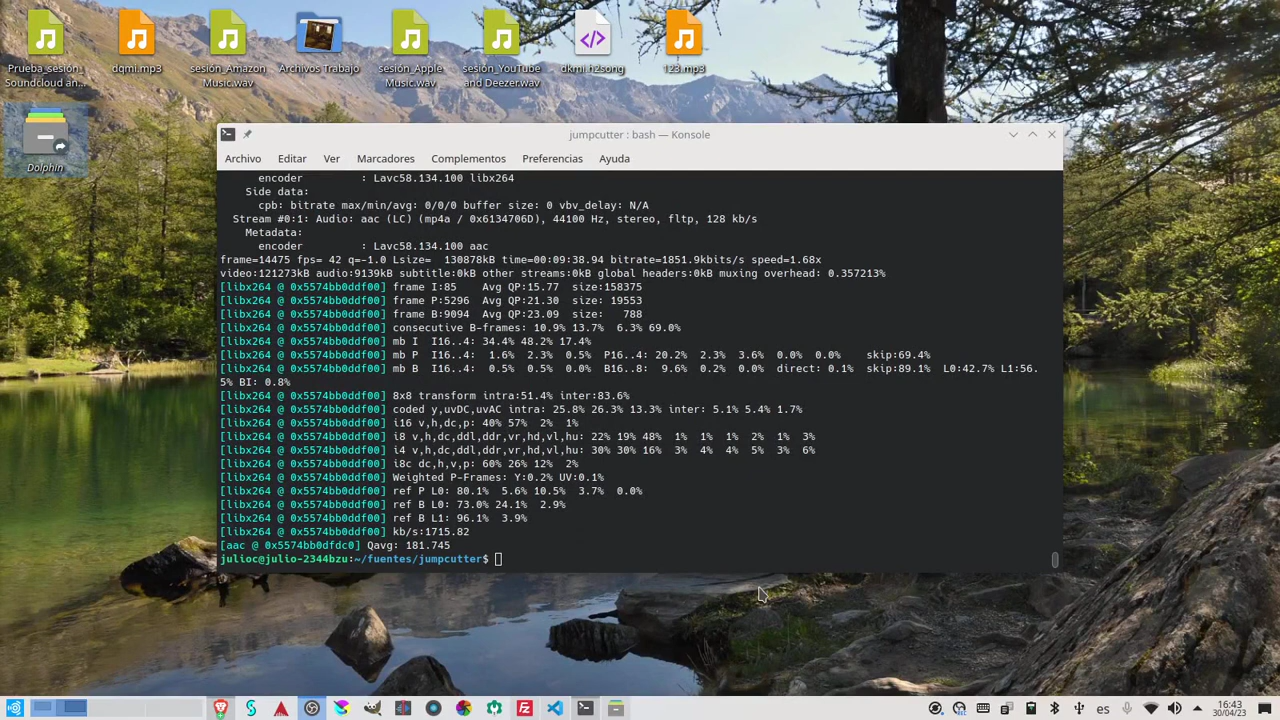 Prueba_sesión_
Soundcloud an...
dqmi.mp3
sesión_Amazon
Music.wav
Archivos Trabajo
sesión_Apple
Music.wav
sesión_YouTube
and Deezer.wav
dkmi.h2song
123.mp3
Dolphin
jumpcutter : bash — Konsole
Archivo Editar Ver Marcadores Complementos Preferencias Ayuda
encoder : Lavc58.134.100 libx264
Side data:
cpb: bitrate max/min/avg: 0/0/0 buffer size: 0 vbv_delay: N/A
Stream #0:1: Audio: aac (LC) (mp4a / 0x6134706D), 44100 Hz, stereo, fltp, 128 kb/s
Metadata:
encoder : Lavc58.134.100 aac
frame=14475 fps= 42 q=-1.0 Lsize=  130878kB time=00:09:38.94 bitrate=1851.9kbits/s speed=1.68x
video:121273kB audio:9139kB subtitle:0kB other streams:0kB global headers:0kB muxing overhead: 0.357213%
[libx264 @ 0x5574bb0ddf00] frame I:85    Avg QP:15.77  size:158375
[libx264 @ 0x5574bb0ddf00] frame P:5296  Avg QP:21.30  size: 19553
[libx264 @ 0x5574bb0ddf00] frame B:9094  Avg QP:23.09  size:   788
[libx264 @ 0x5574bb0ddf00] consecutive B-frames: 10.9% 13.7%  6.3% 69.0%
[libx264 @ 0x5574bb0ddf00] mb I  I16..4: 34.4% 48.2% 17.4%
[libx264 @ 0x5574bb0ddf00] mb P  I16..4:  1.6%  2.3%  0.5%  P16..4: 20.2%  2.3%  3.6%  0.0%  0.0%    skip:69.4%
[libx264 @ 0x5574bb0ddf00] mb B  I16..4:  0.5%  0.5%  0.0%  B16..8:  9.6%  0.2%  0.0%  direct: 0.1%  skip:89.1%  L0:42.7% L1:56.
5% BI: 0.8%
[libx264 @ 0x5574bb0ddf00] 8x8 transform intra:51.4% inter:83.6%
[libx264 @ 0x5574bb0ddf00] coded y,uvDC,uvAC intra: 25.8% 26.3% 13.3% inter: 5.1% 5.4% 1.7%
[libx264 @ 0x5574bb0ddf00] i16 v,h,dc,p: 40% 57%  2%  1%
[libx264 @ 0x5574bb0ddf00] i8 v,h,dc,ddl,ddr,vr,hd,vl,hu: 22% 19% 48%  1%  1%  1%  2%  1%  3%
[libx264 @ 0x5574bb0ddf00] i4 v,h,dc,ddl,ddr,vr,hd,vl,hu: 30% 30% 16%  3%  4%  4%  5%  3%  6%
[libx264 @ 0x5574bb0ddf00] i8c dc,h,v,p: 60% 26% 12%  2%
[libx264 @ 0x5574bb0ddf00] Weighted P-Frames: Y:0.2% UV:0.1%
[libx264 @ 0x5574bb0ddf00] ref P L0: 80.1%  5.6% 10.5%  3.7%  0.0%
[libx264 @ 0x5574bb0ddf00] ref B L0: 73.0% 24.1%  2.9%
[libx264 @ 0x5574bb0ddf00] ref B L1: 96.1%  3.9%
[libx264 @ 0x5574bb0ddf00] kb/s:1715.82
[aac @ 0x5574bb0dfdc0] Qavg: 181.745
julioc@julio-2344bzu:~/fuentes/jumpcutter$
es
16:43
30/04/23